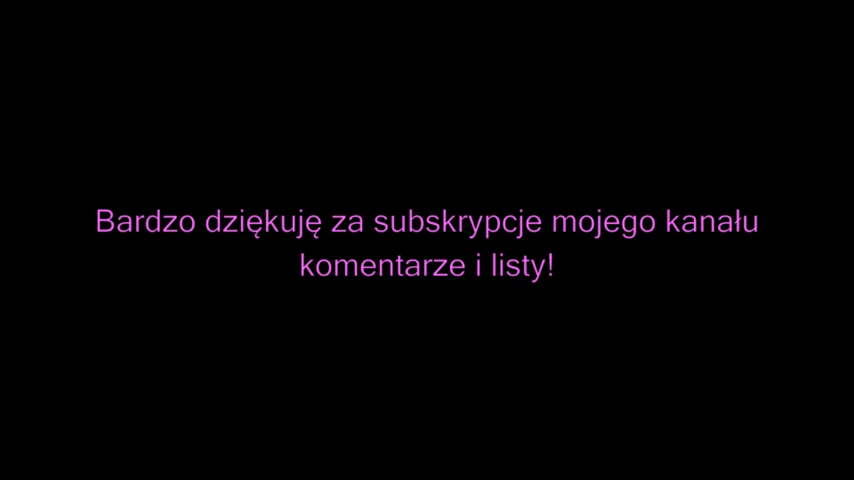 Bardzo dziękuję za subskrypcje mojego kanału
komentarze i listy!